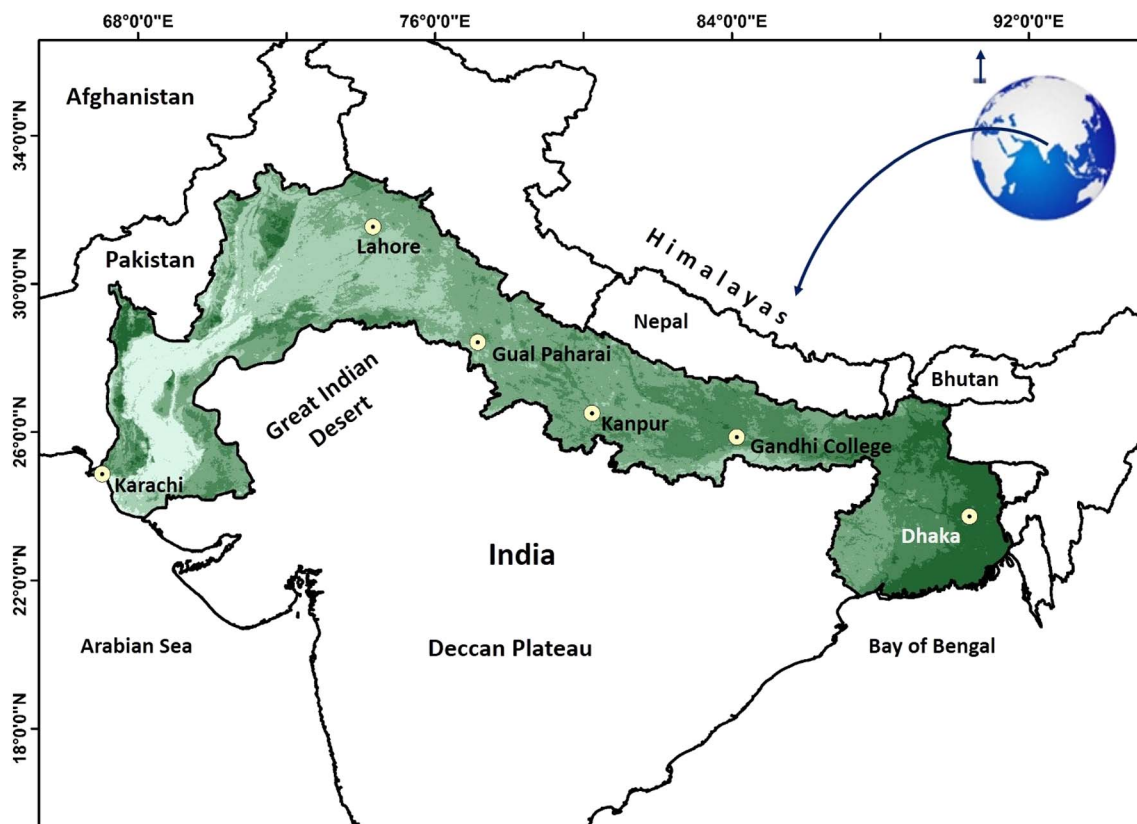 68°0'0"E
76°0'0"E
84°0'0"E
92°0'0"E
34°0'0"N
30°0'0"N
26°0'0"N
22°0'0"N
18°0'0"N
Afghanistan
Pakistan
Lahore
Himalayas
Nepal
Bhutan
Gual Paharai
Great Indian
Desert
Kanpur
Gandhi College
Karachi
Dhaka
India
Arabian Sea
Deccan Plateau
Bay of Bengal